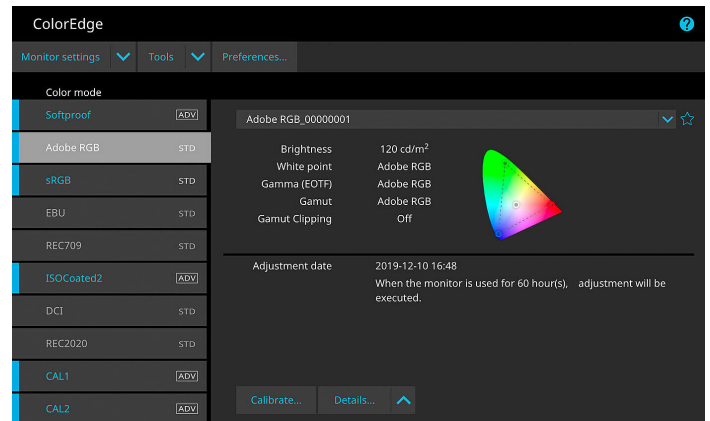 ColorEdge
?
Monitor settings Tools Preferences...
Color mode
Softproof ADV
Adobe RGB STD
sRGB STD
EBU STD
REC709 STD
ISOCoated2 ADV
DCI STD
REC2020 STD
CAL1 ADV
CAL2 ADV
Adobe RGB_00000001
Brightness 120 cd/m²
White point Adobe RGB
Gamma (EOTF) Adobe RGB
Gamut Adobe RGB
Gamut Clipping Off
Adjustment date 2019-12-10 16:48
When the monitor is used for 60 hour(s), adjustment will be
executed.
Calibrate... Details...